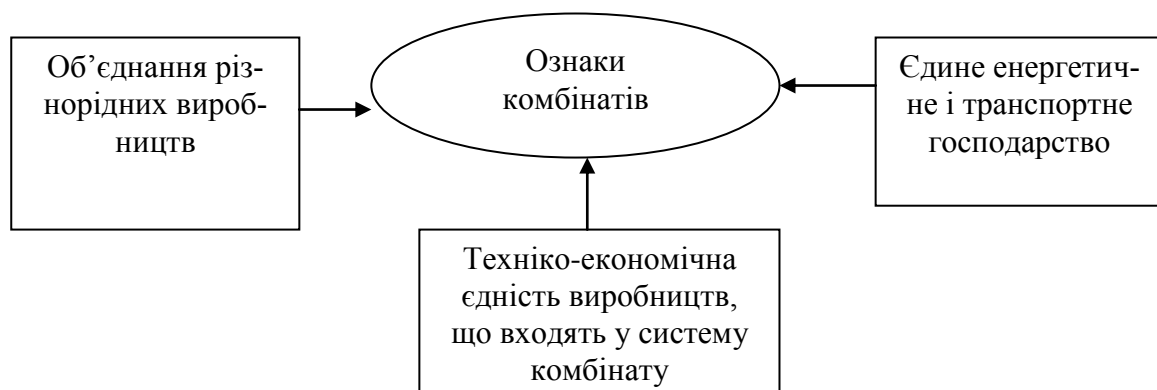 Об’єднання різ-
норідних вироб-
ництв
Ознаки
комбінатів
Єдине енергетич-
не і транспортне
господарство
Техніко-економічна
єдність виробництв,
що входять у систему
комбінату